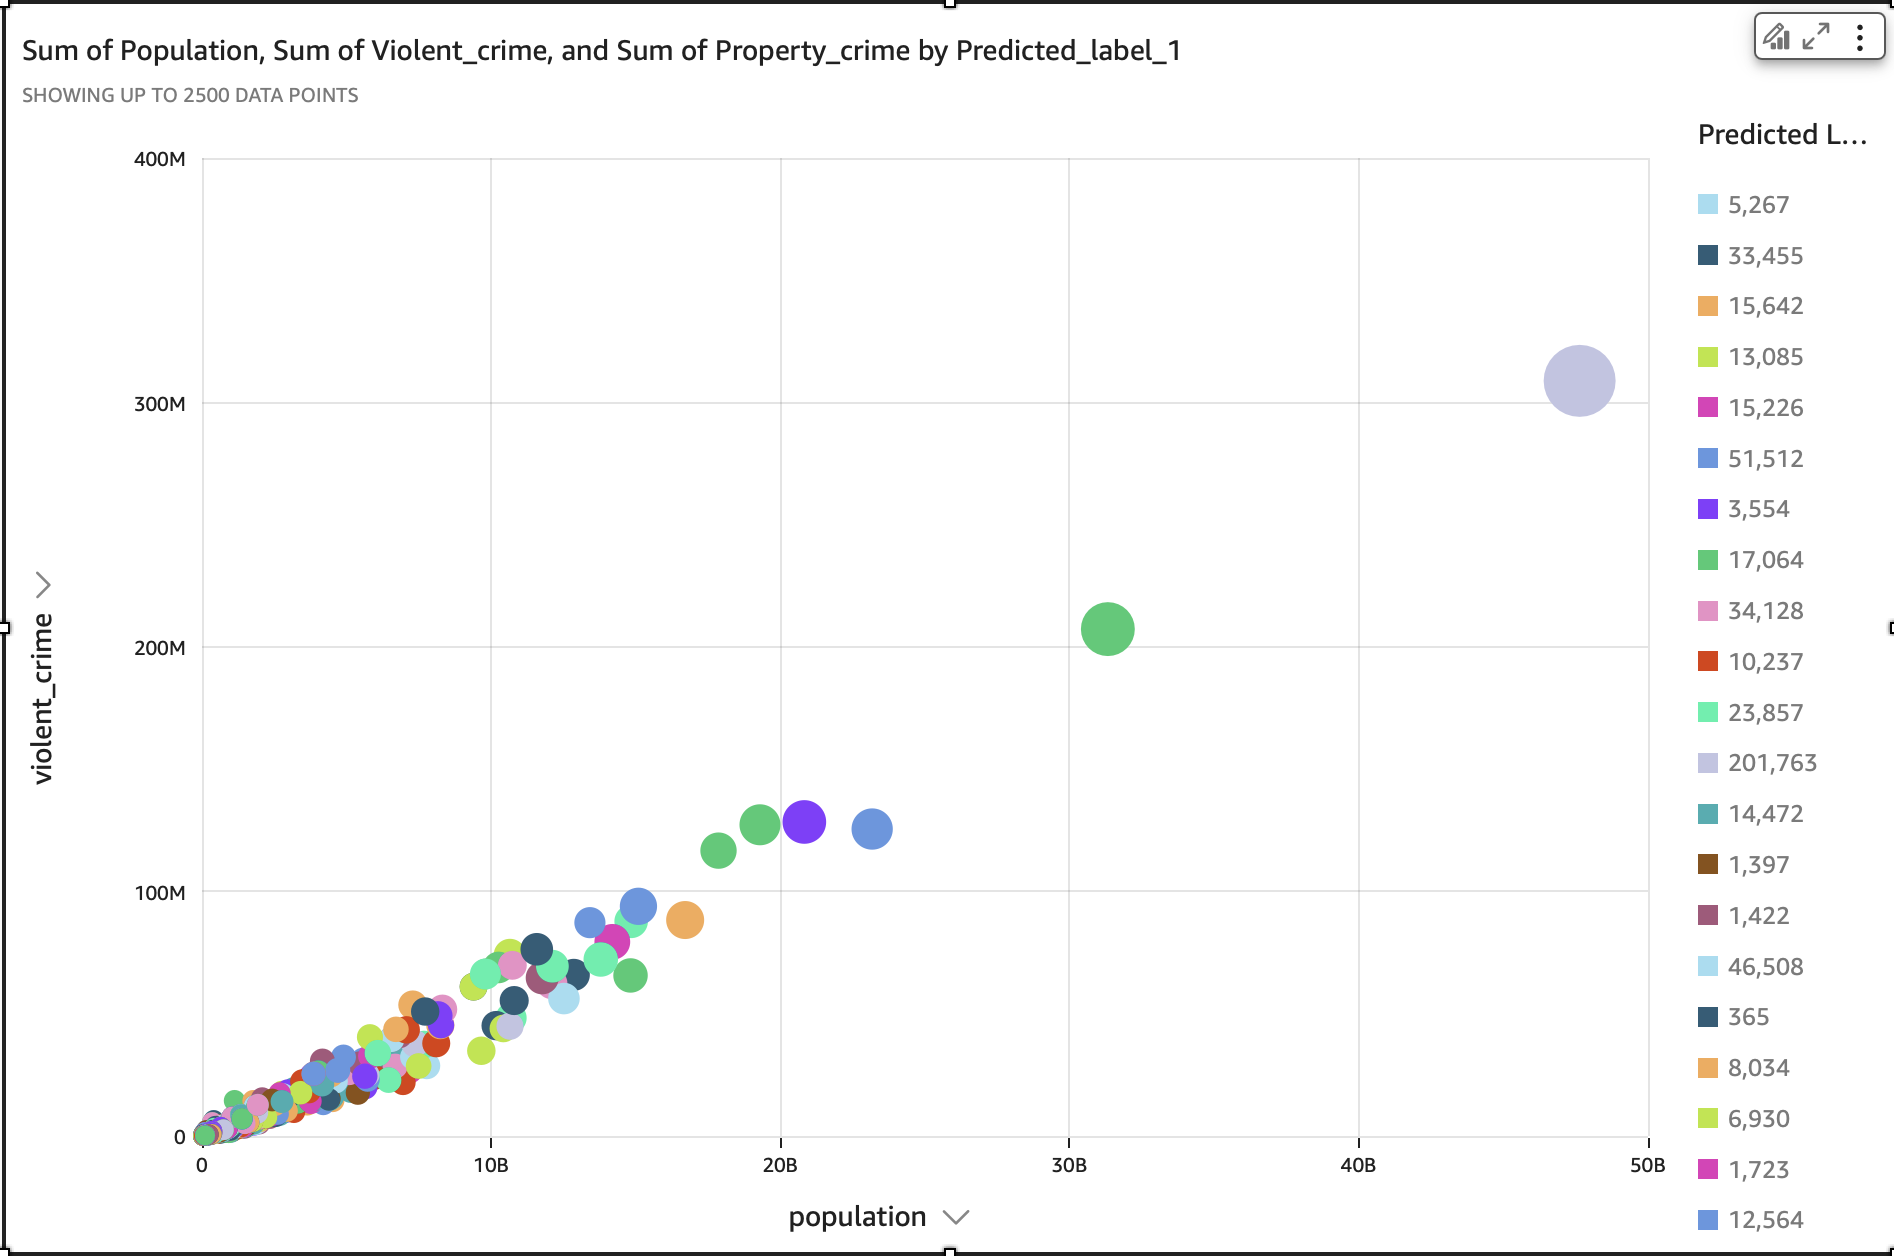 Sum of Population, Sum of Violent_crime, and Sum of Property_crime by Predicted_label_1
SHOWING UP TO 2500 DATA POINTS
Predicted L...
5,267
33,455
15,642
13,085
15,226
51,512
3,554
17,064
34,128
10,237
23,857
201,763
14,472
1,397
1,422
46,508
365
8,034
6,930
1,723
12,564
violent_crime
400M
300M
200M
100M
0
0
10B
20B
30B
40B
50B
population